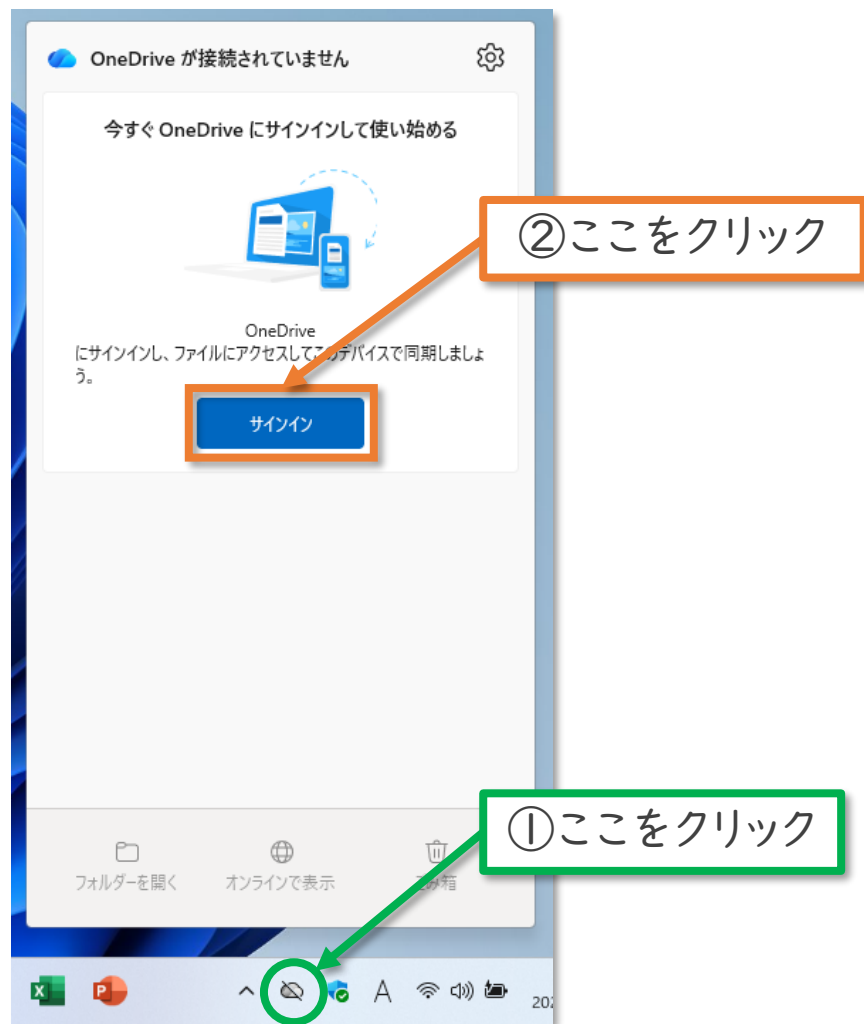 OneDrive が接続されていません
今すぐ OneDrive にサインインして使い始める
②ここをクリック
OneDrive
にサインインし、ファイルにアクセスしてこのデバイスで同期しましょ
う。
サインイン
①ここをクリック
フォルダーを開く オンラインで表示 ごみ箱
X P A
202